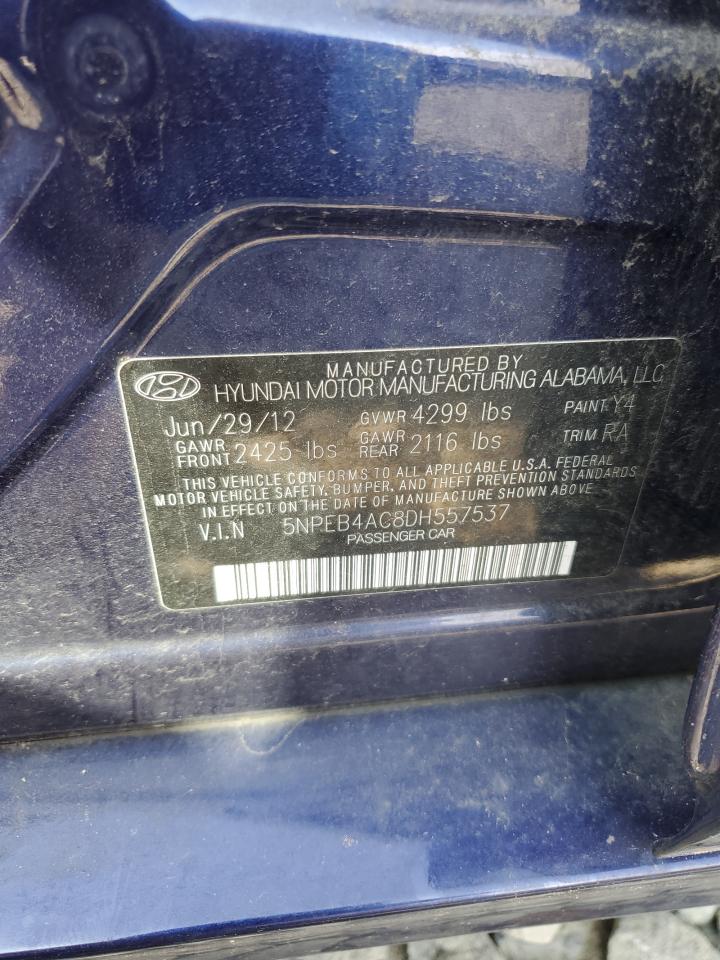 MANUFACTURED BY
HYUNDAI MOTOR MANUFACTURING ALABAMA, LLC
Jun/29/12 GVWR 4299 lbs PAINT Y4
GAWR FRONT 2425 lbs GAWR REAR 2116 lbs TRIM RA
THIS VEHICLE CONFORMS TO ALL APPLICABLE U.S.A. FEDERAL
MOTOR VEHICLE SAFETY, BUMPER, AND THEFT PREVENTION STANDARDS
IN EFFECT ON THE DATE OF MANUFACTURE SHOWN ABOVE
V.I.N 5NPEB4AC8DH557537
PASSENGER CAR